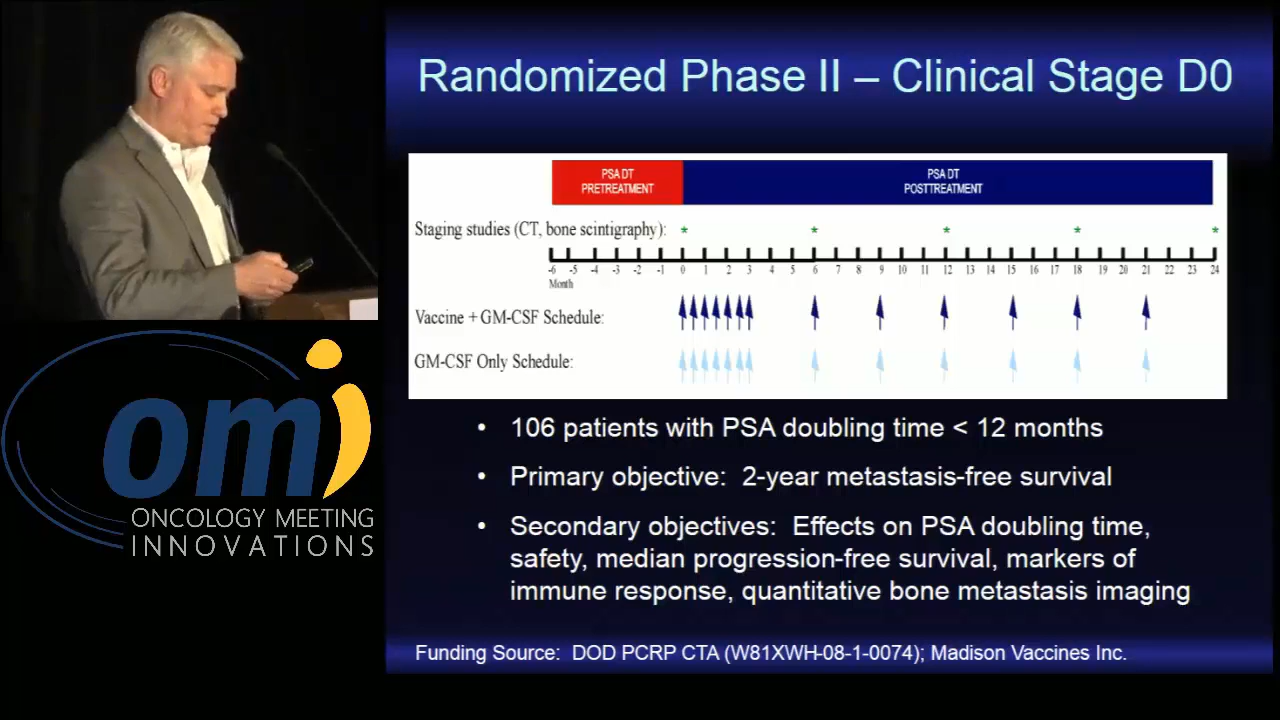 Randomized Phase II – Clinical Stage D0
PSA DT
PRETREATMENT
PSA DT
POSTTREATMENT
Staging studies (CT, bone scintigraphy):
* * * * *
-6 -5 -4 -3 -2 -1 0 1 2 3 4 5 6 7 8 9 10 11 12 13 14 15 16 17 18 19 20 21 22 23 24
Month
Vaccine + GM-CSF Schedule:
GM-CSF Only Schedule:
• 106 patients with PSA doubling time < 12 months
• Primary objective: 2-year metastasis-free survival
• Secondary objectives: Effects on PSA doubling time,
safety, median progression-free survival, markers of
immune response, quantitative bone metastasis imaging
Funding Source: DOD PCRP CTA (W81XWH-08-1-0074); Madison Vaccines Inc.
omi
ONCOLOGY MEETING
INNOVATIONS